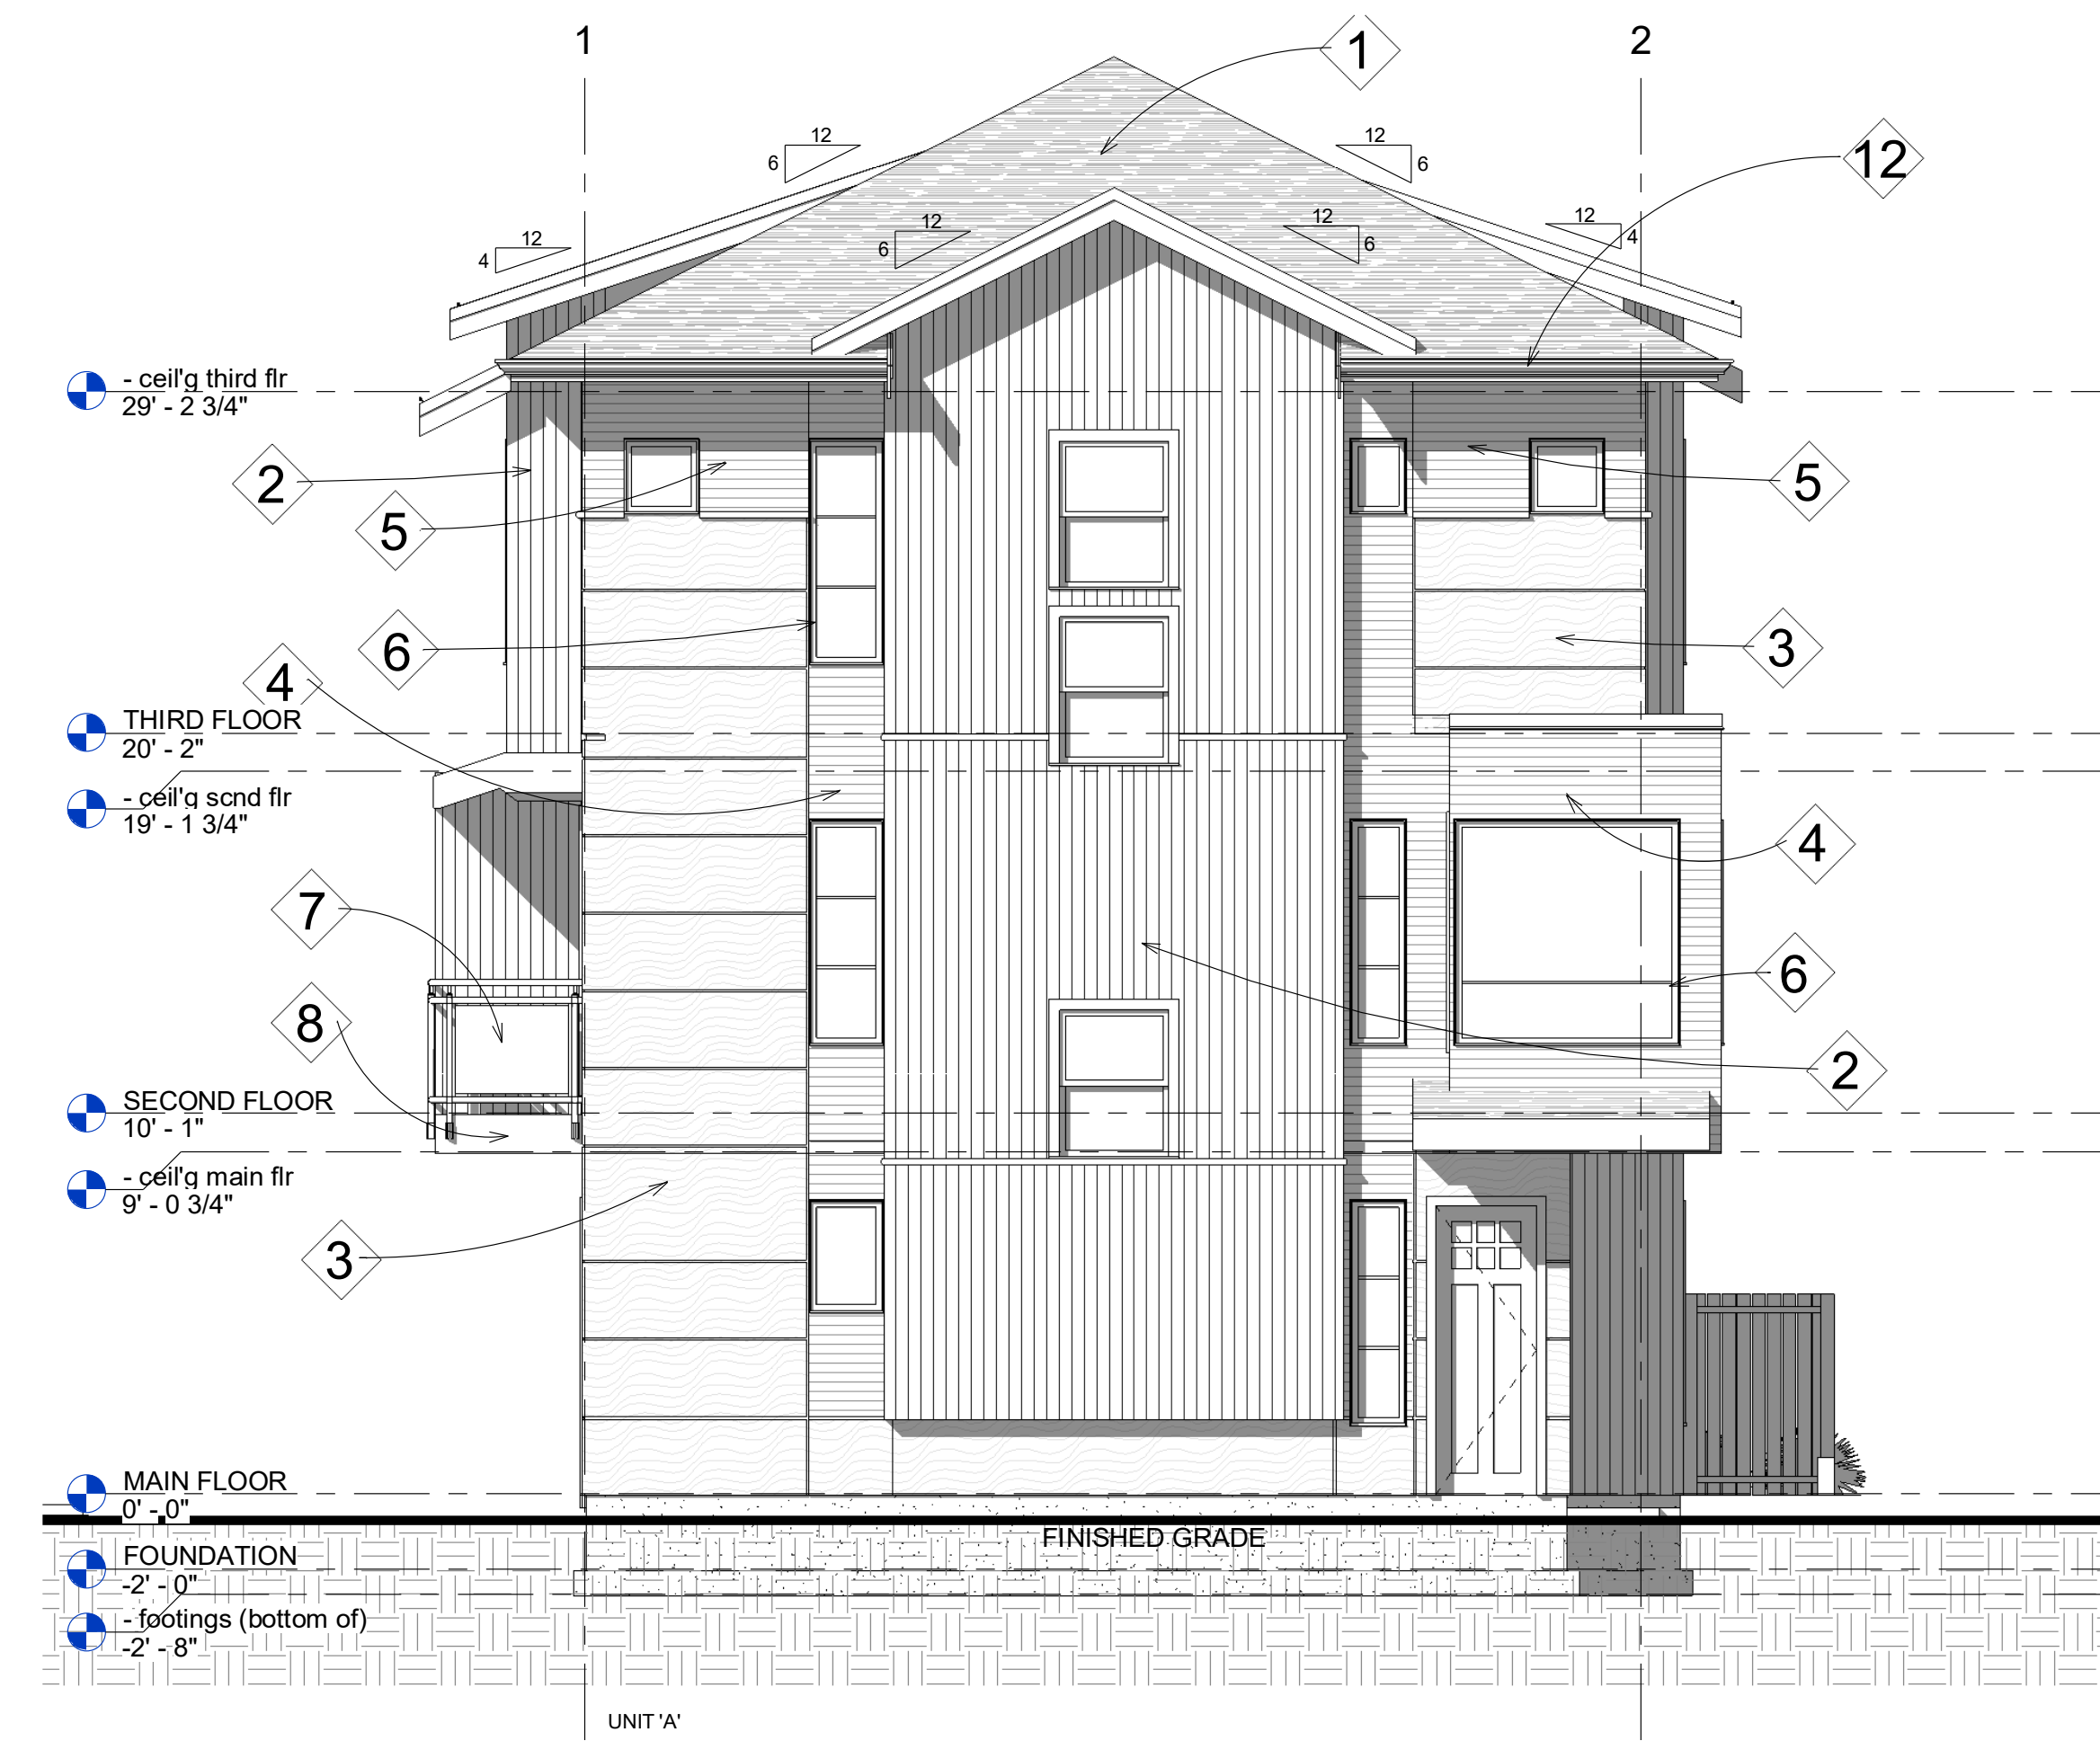 1
2
1
12
6
12
6
12
12
4
12
6
12
6
12
4
- ceil'g third flr
29' - 2 3/4"
2
5
5
6
3
4
THIRD FLOOR
20' - 2"
- ceil'g scnd flr
19' - 1 3/4"
4
7
6
8
2
SECOND FLOOR
10' - 1"
- ceil'g main flr
9' - 0 3/4"
3
MAIN FLOOR
0' - 0"
FINISHED GRADE
FOUNDATION
-2' - 0"
- footings (bottom of)
-2' - 8"
UNIT 'A'